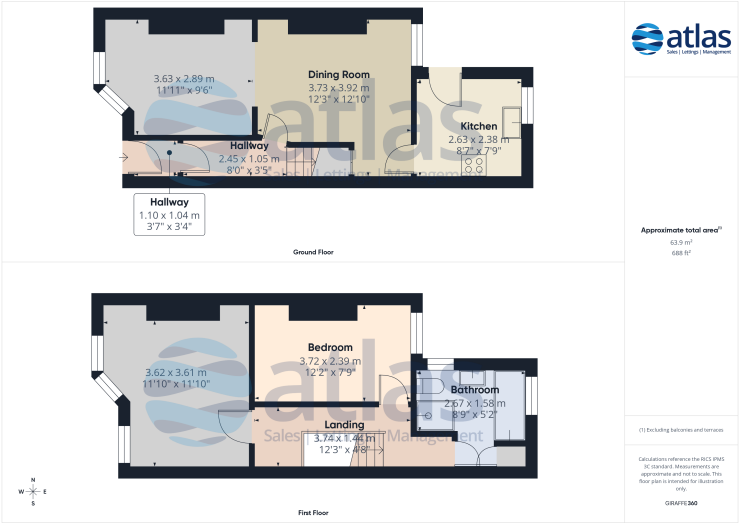 3.63 x 2.89 m
11'11" x 9'6"
Dining Room
3.73 x 3.92 m
12'3" x 12'10"
Kitchen
2.63 x 2.38 m
8'7" x 7'9"
Hallway
2.45 x 1.05 m
8'0" x 3'5"
Hallway
1.10 x 1.04 m
3'7" x 3'4"
atlas
Ground Floor
3.62 x 3.61 m
11'10" x 11'10"
Bedroom
3.72 x 2.39 m
12'2" x 7'9"
Bathroom
2.67 x 1.58 m
8'9" x 5'2"
Landing
3.74 x 1.44 m
12'3" x 4'8"
atlas
Sales | Lettings | Management
First Floor
N
W E
S
atlas
Sales | Lettings | Management
Approximate total area(1)
63.9 m²
688 ft²
(1) Excluding balconies and terraces
Calculations reference the RICS IPMS
3C standard. Measurements are
approximate and not to scale. This
floor plan is intended for illustration
only.
GIRAFFE360